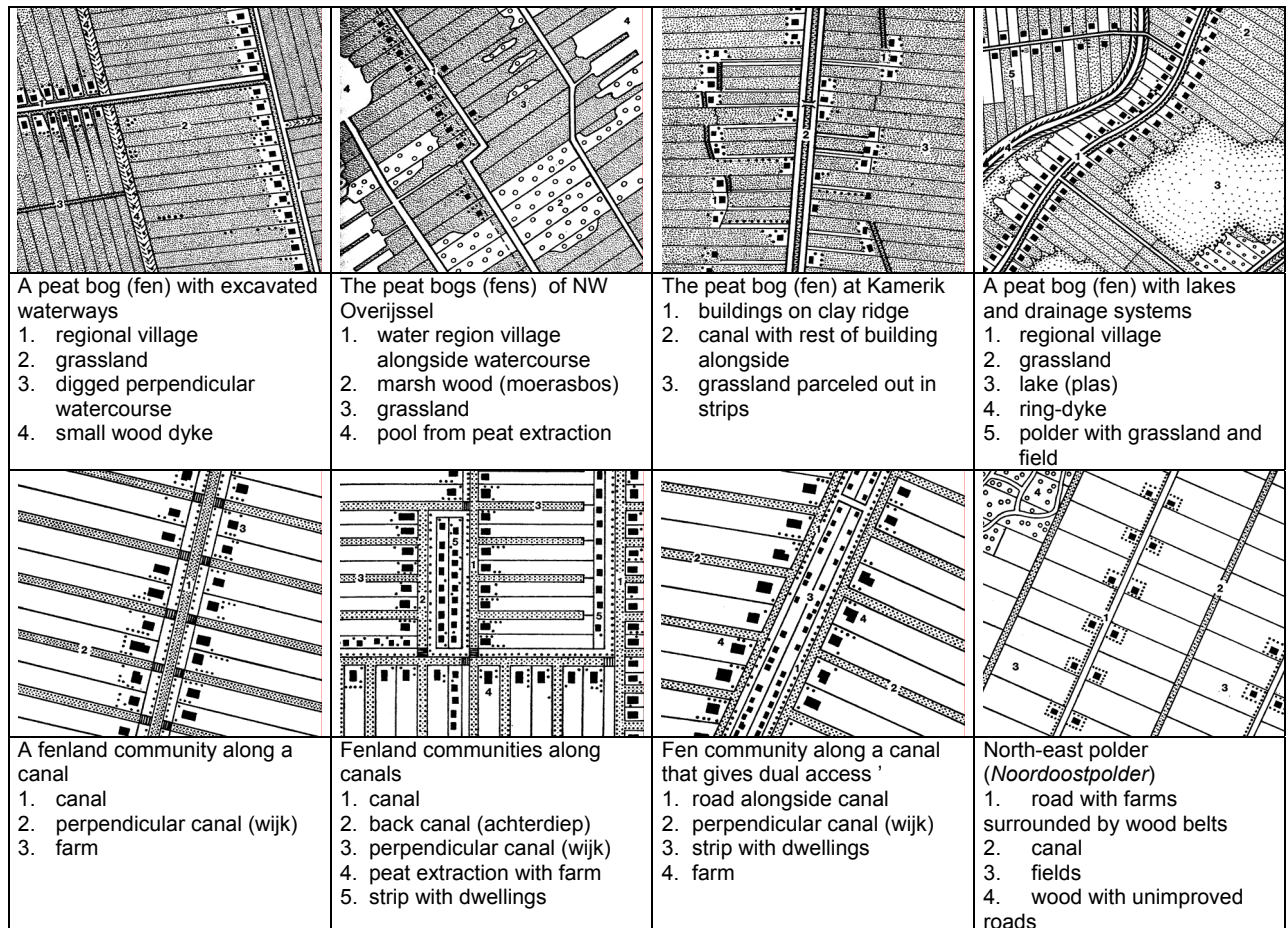 A peat bog (fen) with excavated
waterways
1. regional village
2. grassland
3. digged perpendicular
watercourse
4. small wood dyke
The peat bogs (fens) of NW
Overijssel
1. water region village
alongside watercourse
2. marsh wood (moerasbos)
3. grassland
4. pool from peat extraction
The peat bog (fen) at Kamerik
1. buildings on clay ridge
2. canal with rest of building
alongside
3. grassland parceled out in
strips
A peat bog (fen) with lakes
and drainage systems
1. regional village
2. grassland
3. lake (plas)
4. ring-dyke
5. polder with grassland and
field
A fenland community along a
canal
1. canal
2. perpendicular canal (wijk)
3. farm
Fenland communities along
canals
1. canal
2. back canal (achterdiep)
3. perpendicular canal (wijk)
4. peat extraction with farm
5. strip with dwellings
Fen community along a canal
that gives dual access '
1. road alongside canal
2. perpendicular canal (wijk)
3. strip with dwellings
4. farm
North-east polder
(Noordoostpolder)
1. road with farms
surrounded by wood belts
2. canal
3. fields
4. wood with unimproved
roads